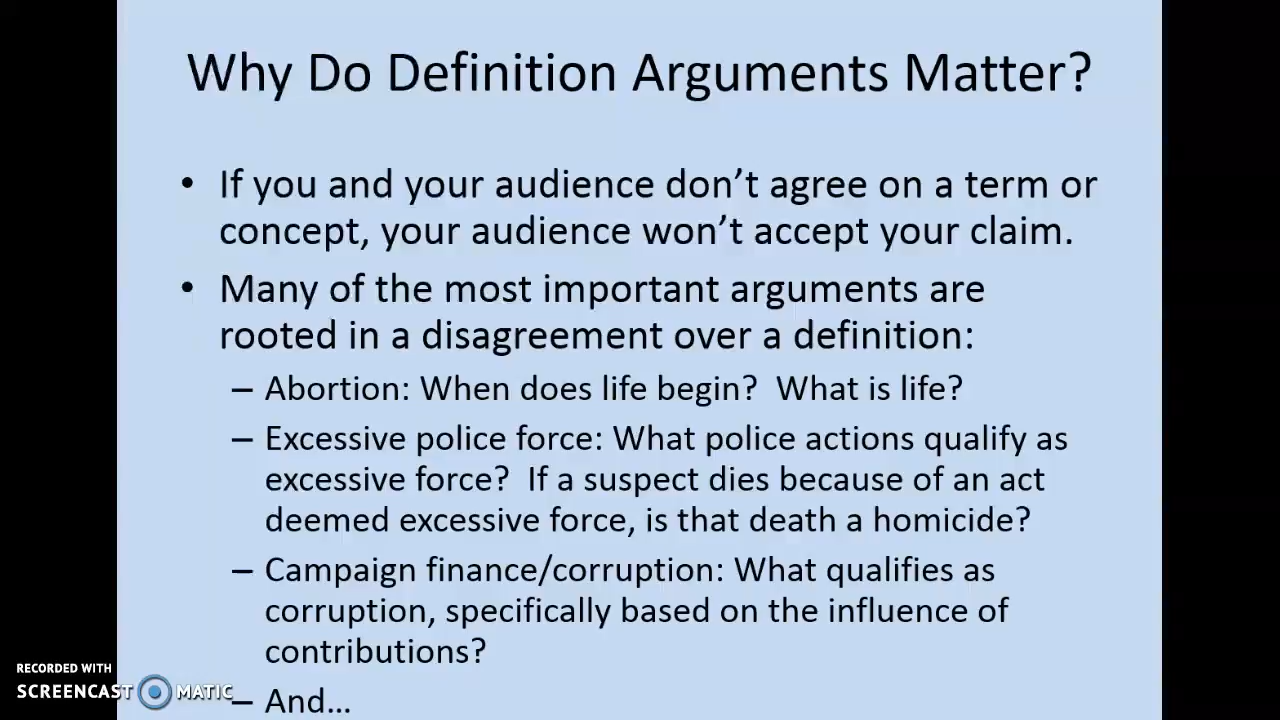 Why Do Definition Arguments Matter?
• If you and your audience don’t agree on a term or
concept, your audience won’t accept your claim.
• Many of the most important arguments are
rooted in a disagreement over a definition:
– Abortion: When does life begin?  What is life?
– Excessive police force: What police actions qualify as
excessive force?  If a suspect dies because of an act
deemed excessive force, is that death a homicide?
– Campaign finance/corruption: What qualifies as
corruption, specifically based on the influence of
contributions?
– And…
RECORDED WITH
SCREENCAST MATIC